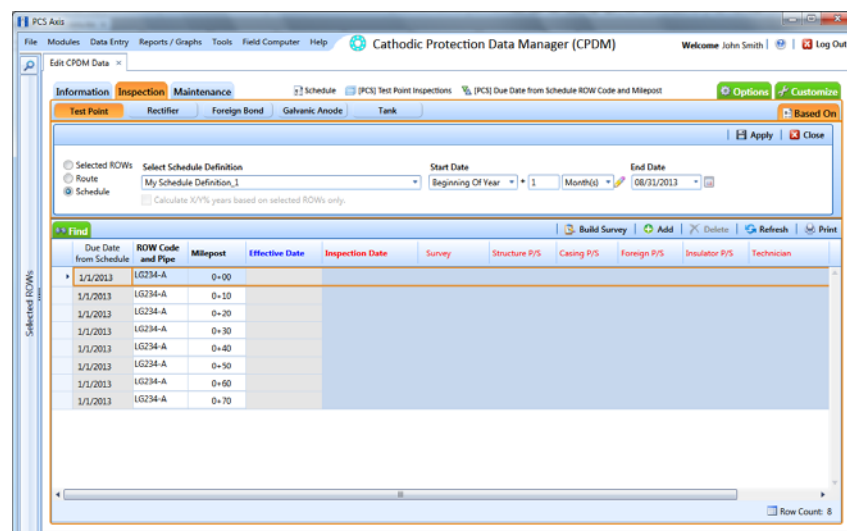 PCS Axis
File Modules Data Entry Reports / Graphs Tools Field Computer Help Cathodic Protection Data Manager (CPDM) Welcome John Smith | Log Out
Edit CPDM Data ×
Information Inspection Maintenance Schedule [PCS] Test Point Inspections [PCS] Due Date from Schedule ROW Code and Milepost Options Customize
Test Point Rectifier Foreign Bond Galvanic Anode Tank Based On
Apply | Close
Selected ROWs Select Schedule Definition Start Date End Date
Route
Schedule My Schedule Definition_1 Beginning Of Year + 1 Month(s) 08/31/2013
Calculate X/Y% years based on selected ROWs only.
Find Build Survey | Add | Delete | Refresh | Print
Due Date from Schedule ROW Code and Pipe Milepost Effective Date Inspection Date Survey Structure P/S Casing P/S Foreign P/S Insulator P/S Technician
1/1/2013 LG234-A 0+00
1/1/2013 LG234-A 0+10
1/1/2013 LG234-A 0+20
1/1/2013 LG234-A 0+30
1/1/2013 LG234-A 0+40
1/1/2013 LG234-A 0+50
1/1/2013 LG234-A 0+60
1/1/2013 LG234-A 0+70
Selected ROWs
Row Count: 8